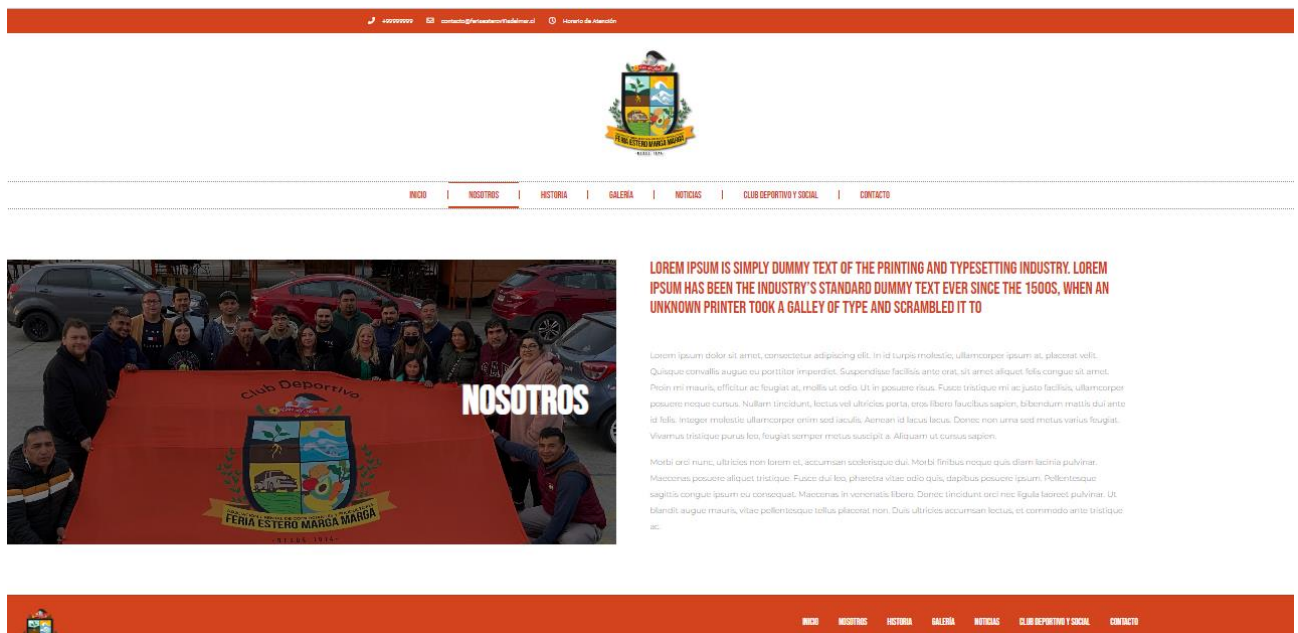 +99999999 contacto@feriaesteroviñadelmar.cl Horario de Atención
FERIA ESTERO MARGA MARGA
INICIO NOSOTROS HISTORIA GALERÍA NOTICIAS CLUB DEPORTIVO Y SOCIAL CONTACTO
Club Deportivo
FERIA ESTERO MARGA MARGA
NOSOTROS
LOREM IPSUM IS SIMPLY DUMMY TEXT OF THE PRINTING AND TYPESETTING INDUSTRY. LOREM
IPSUM HAS BEEN THE INDUSTRY'S STANDARD DUMMY TEXT EVER SINCE THE 1500S, WHEN AN
UNKNOWN PRINTER TOOK A GALLEY OF TYPE AND SCRAMBLED IT TO
Lorem ipsum dolor sit amet, consectetur adipiscing elit. In id turpis molestie, ullamcorper ipsum at, placerat velit.
Quisque convallis augue eu porttitor imperdiet. Suspendisse facilisis ante erat, sit amet aliquet felis congue sit amet.
Proin mi mauris, efficitur ac feugiat at, mollis ut odio. Ut in posuere risus. Fusce tristique mi ac justo facilisis, ullamcorper
posuere neque cursus. Nullam tincidunt, lectus vel ultricies porta, eros libero faucibus sapien, bibendum mattis dui ante
id felis. Integer molestie ullamcorper enim sed iaculis. Aenean id lacus lacus. Donec non urna sed metus varius feugiat.
Vivamus tristique purus leo, feugiat semper metus suscipit a. Aliquam ut cursus sapien.
Morbi orci nunc, ultricies non lorem et, accumsan scelerisque dui. Morbi finibus neque quis diam lacinia pulvinar.
Maecenas posuere aliquet tristique. Fusce dui leo, pharetra vitae odio quis, dapibus posuere ipsum. Pellentesque
sagittis congue ipsum eu consequat. Maecenas in venenatis libero. Donec tincidunt orci nec ligula laoreet pulvinar. Ut
blandit augue mauris, vitae pellentesque tellus placerat non. Duis ultricies accumsan lectus, et commodo ante tristique
ac.
INICIO NOSOTROS HISTORIA GALERÍA NOTICIAS CLUB DEPORTIVO Y SOCIAL CONTACTO